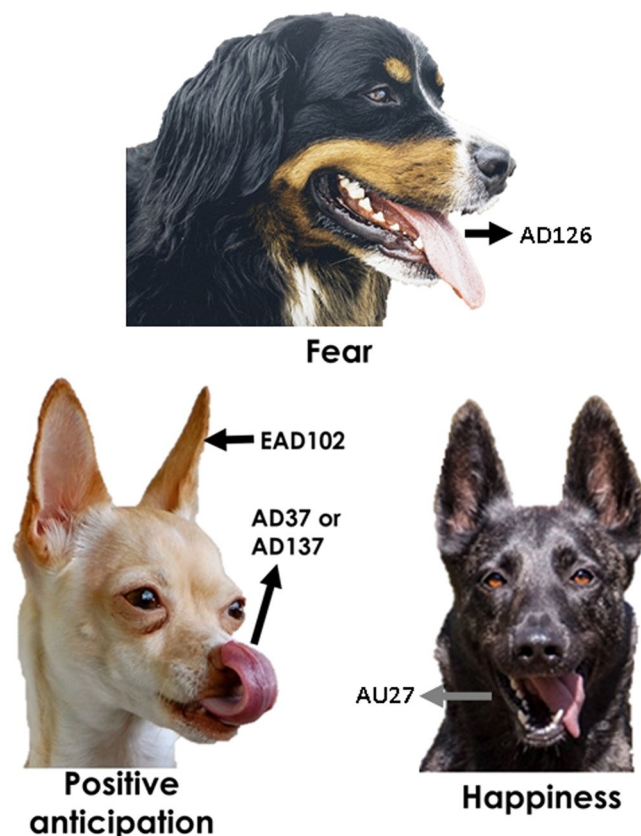 AD126
Fear
EAD102
AD37 or
AD137
AU27
Positive
anticipation
Happiness